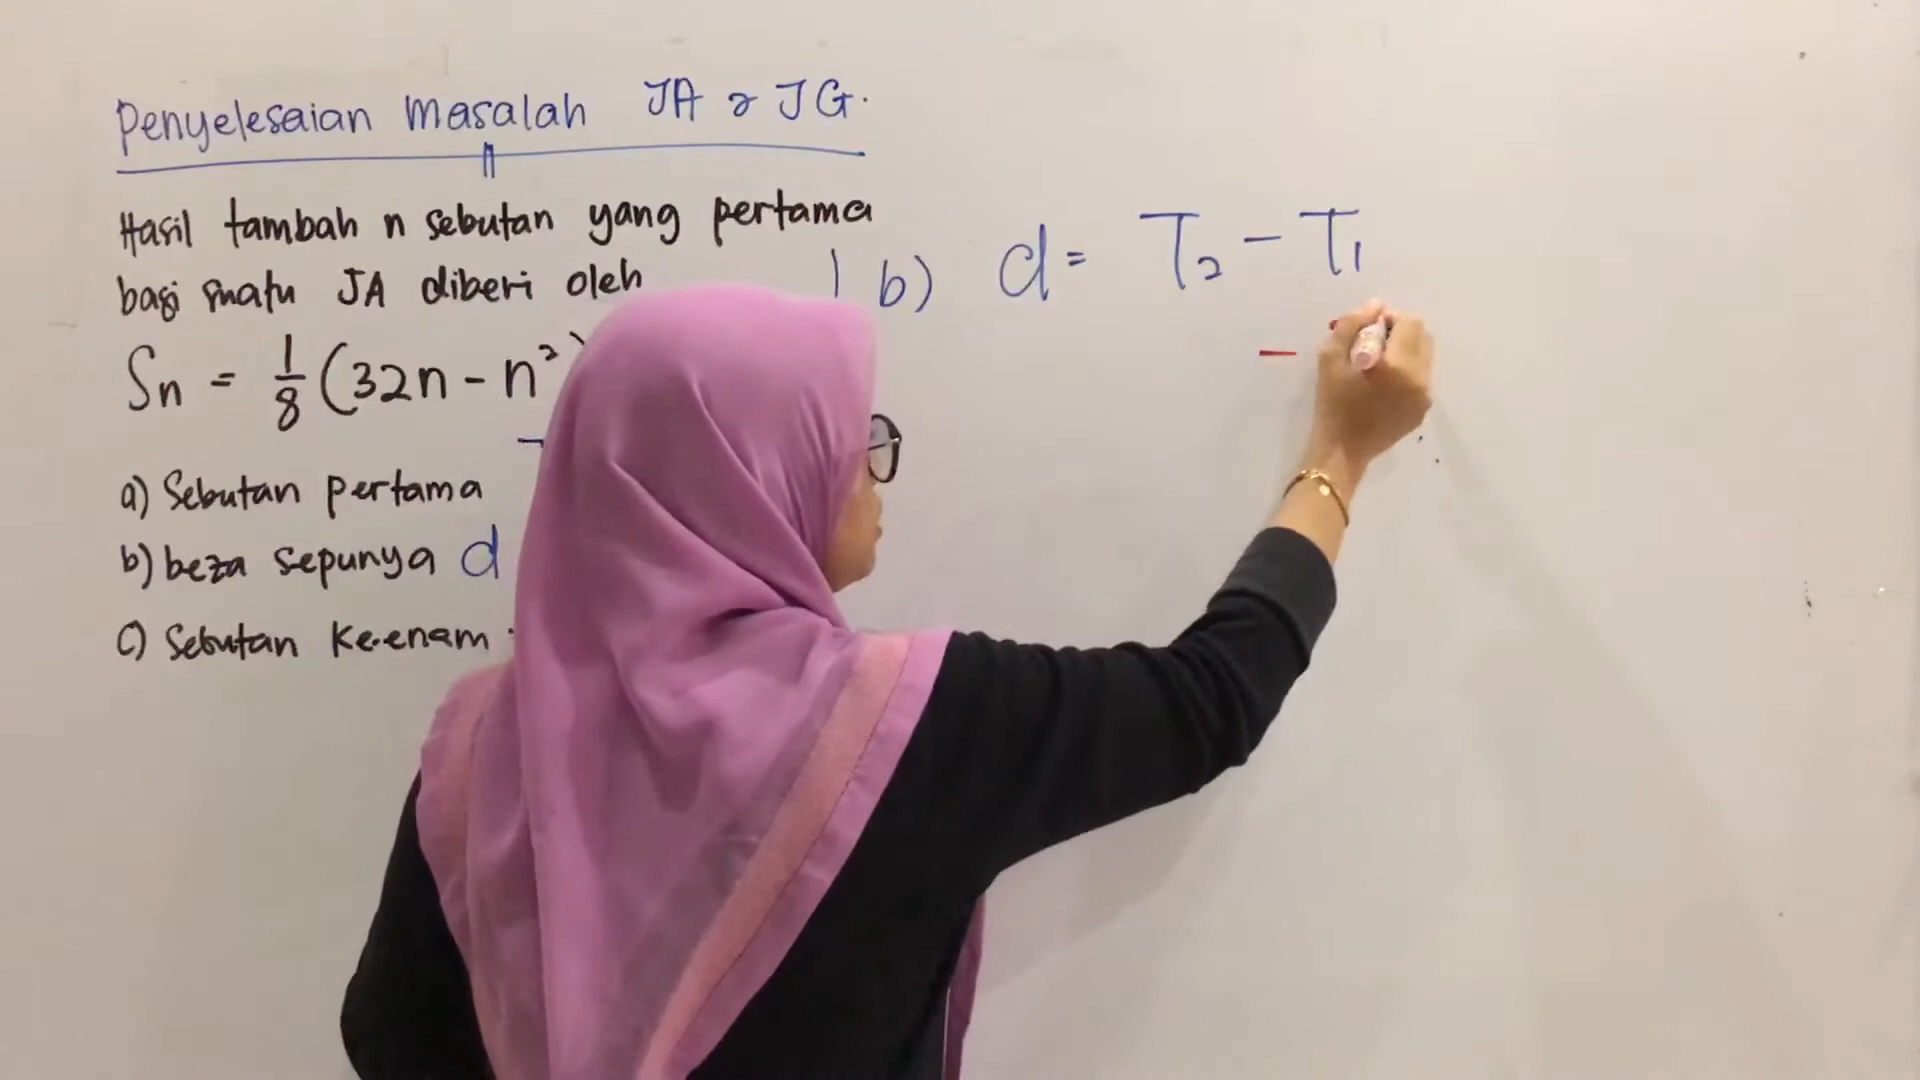 Penyelesaian Masalah JA & JG.
Hasil tambah n sebutan yang pertama
bagi suatu JA diberi oleh
Sn = 1/8 (32n - n²)
a) Sebutan pertama
b) beza sepunya d
c) Sebutan Ke-enam.
b) d = T₂ - T₁
-